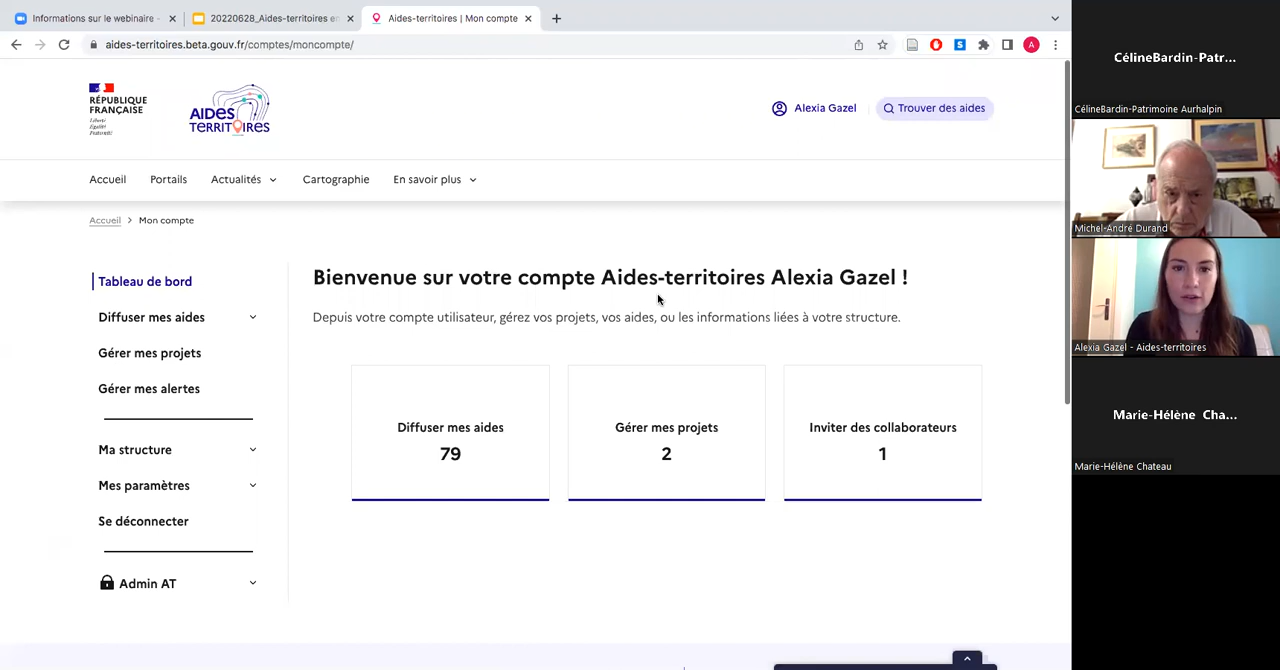 Informations sur le webinaire -
20220628_Aides-territoires e
Aides-territoires | Mon compte
aides-territoires.beta.gouv.fr/comptes/moncompte/
RÉPUBLIQUE
FRANÇAISE
Liberté
Égalité
Fraternité
AIDES
TERRITOIRES
Alexia Gazel
Trouver des aides
Accueil
Portails
Actualités
Cartographie
En savoir plus
Accueil > Mon compte
Tableau de bord
Diffuser mes aides
Gérer mes projets
Gérer mes alertes
Ma structure
Mes paramètres
Se déconnecter
Admin AT
Bienvenue sur votre compte Aides-territoires Alexia Gazel !
Depuis votre compte utilisateur, gérez vos projets, vos aides, ou les informations liées à votre structure.
Diffuser mes aides
79
Gérer mes projets
2
Inviter des collaborateurs
1
CélineBardin-Patr...
CélineBardin-Patrimoine Aurhalpin
Michel-André Durand
Alexia Gazel - Aides-territoires
Marie-Hélène Cha...
Marie-Hélène Chateau